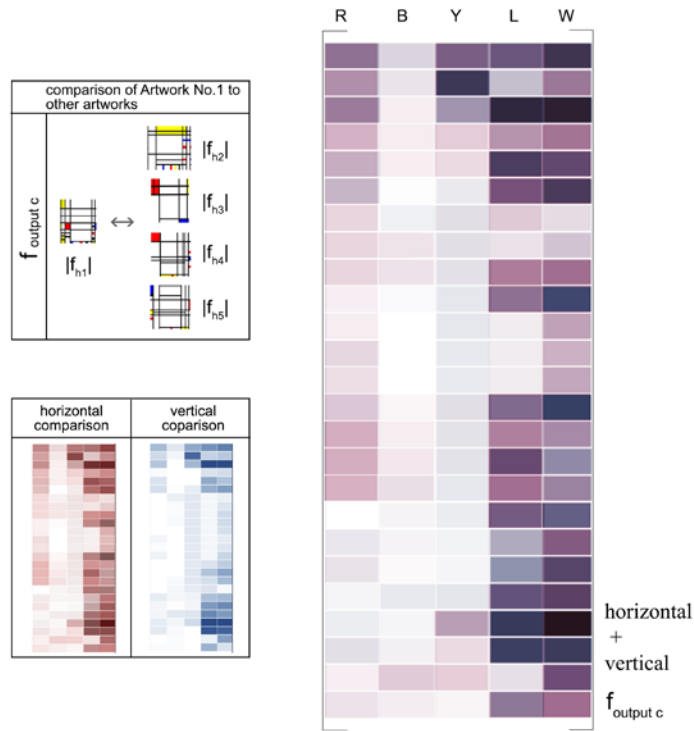 R B Y L W
comparison of Artwork No.1 to
other artworks
f output c
|fh1|
|fh2|
|fh3|
|fh4|
|fh5|
horizontal
comparison
vertical
coparison
horizontal
+
vertical
f output c